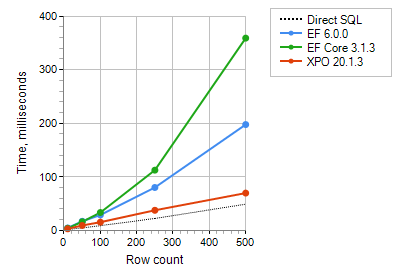 400
300
200
100
0
0
100
200
300
400
500
Time, milliseconds
Row count
Direct SQL
EF 6.0.0
EF Core 3.1.3
XPO 20.1.3